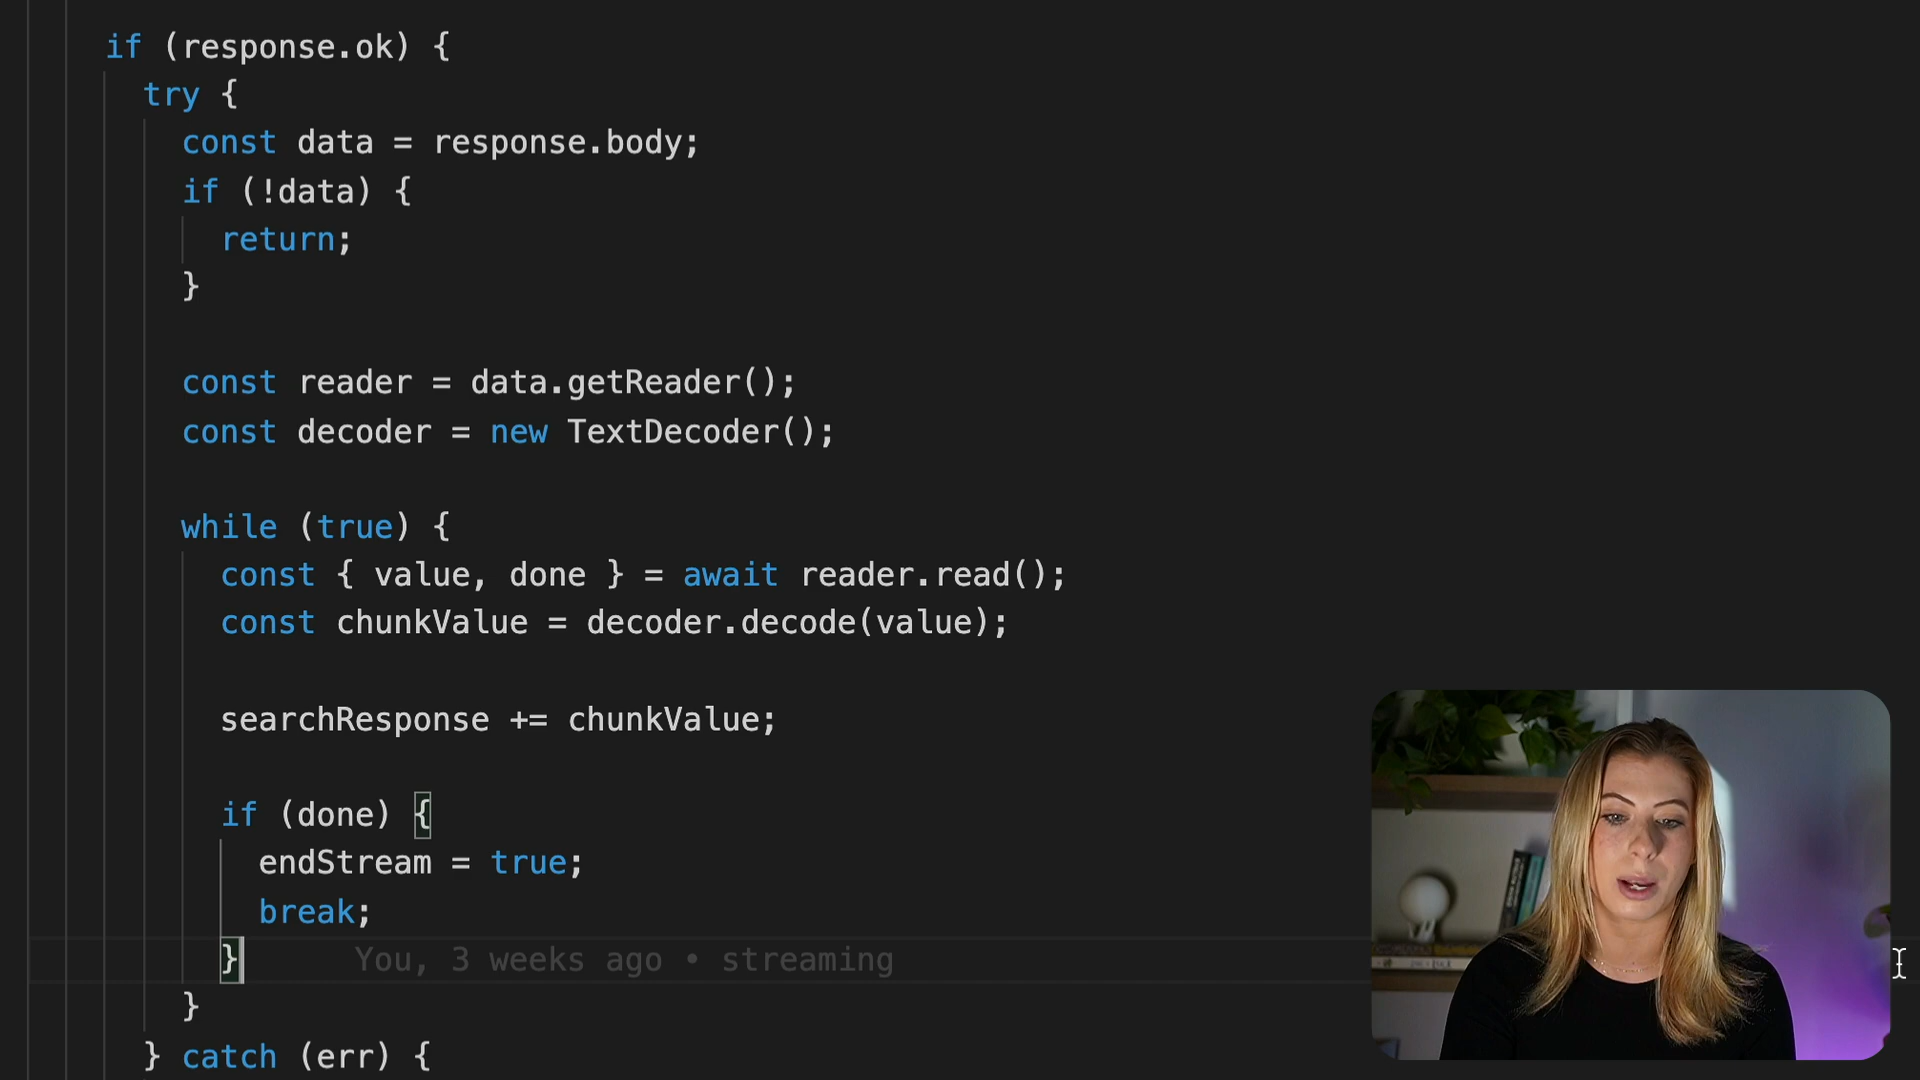 if (response.ok) {
try {
const data = response.body;
if (!data) {
return;
}
const reader = data.getReader();
const decoder = new TextDecoder();
while (true) {
const { value, done } = await reader.read();
const chunkValue = decoder.decode(value);
searchResponse += chunkValue;
if (done) {
endStream = true;
break;
} You, 3 weeks ago • streaming
}
} catch (err) {